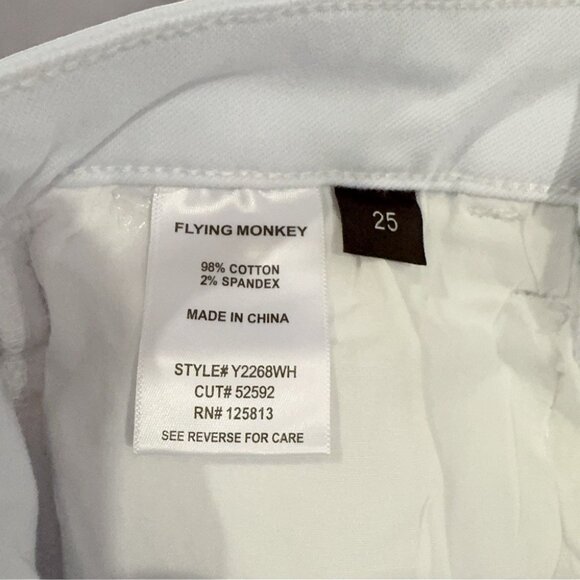 FLYING MONKEY
98% COTTON
2% SPANDEX
MADE IN CHINA
STYLE# Y2268WH
CUT# 52592
RN# 125813
SEE REVERSE FOR CARE
25